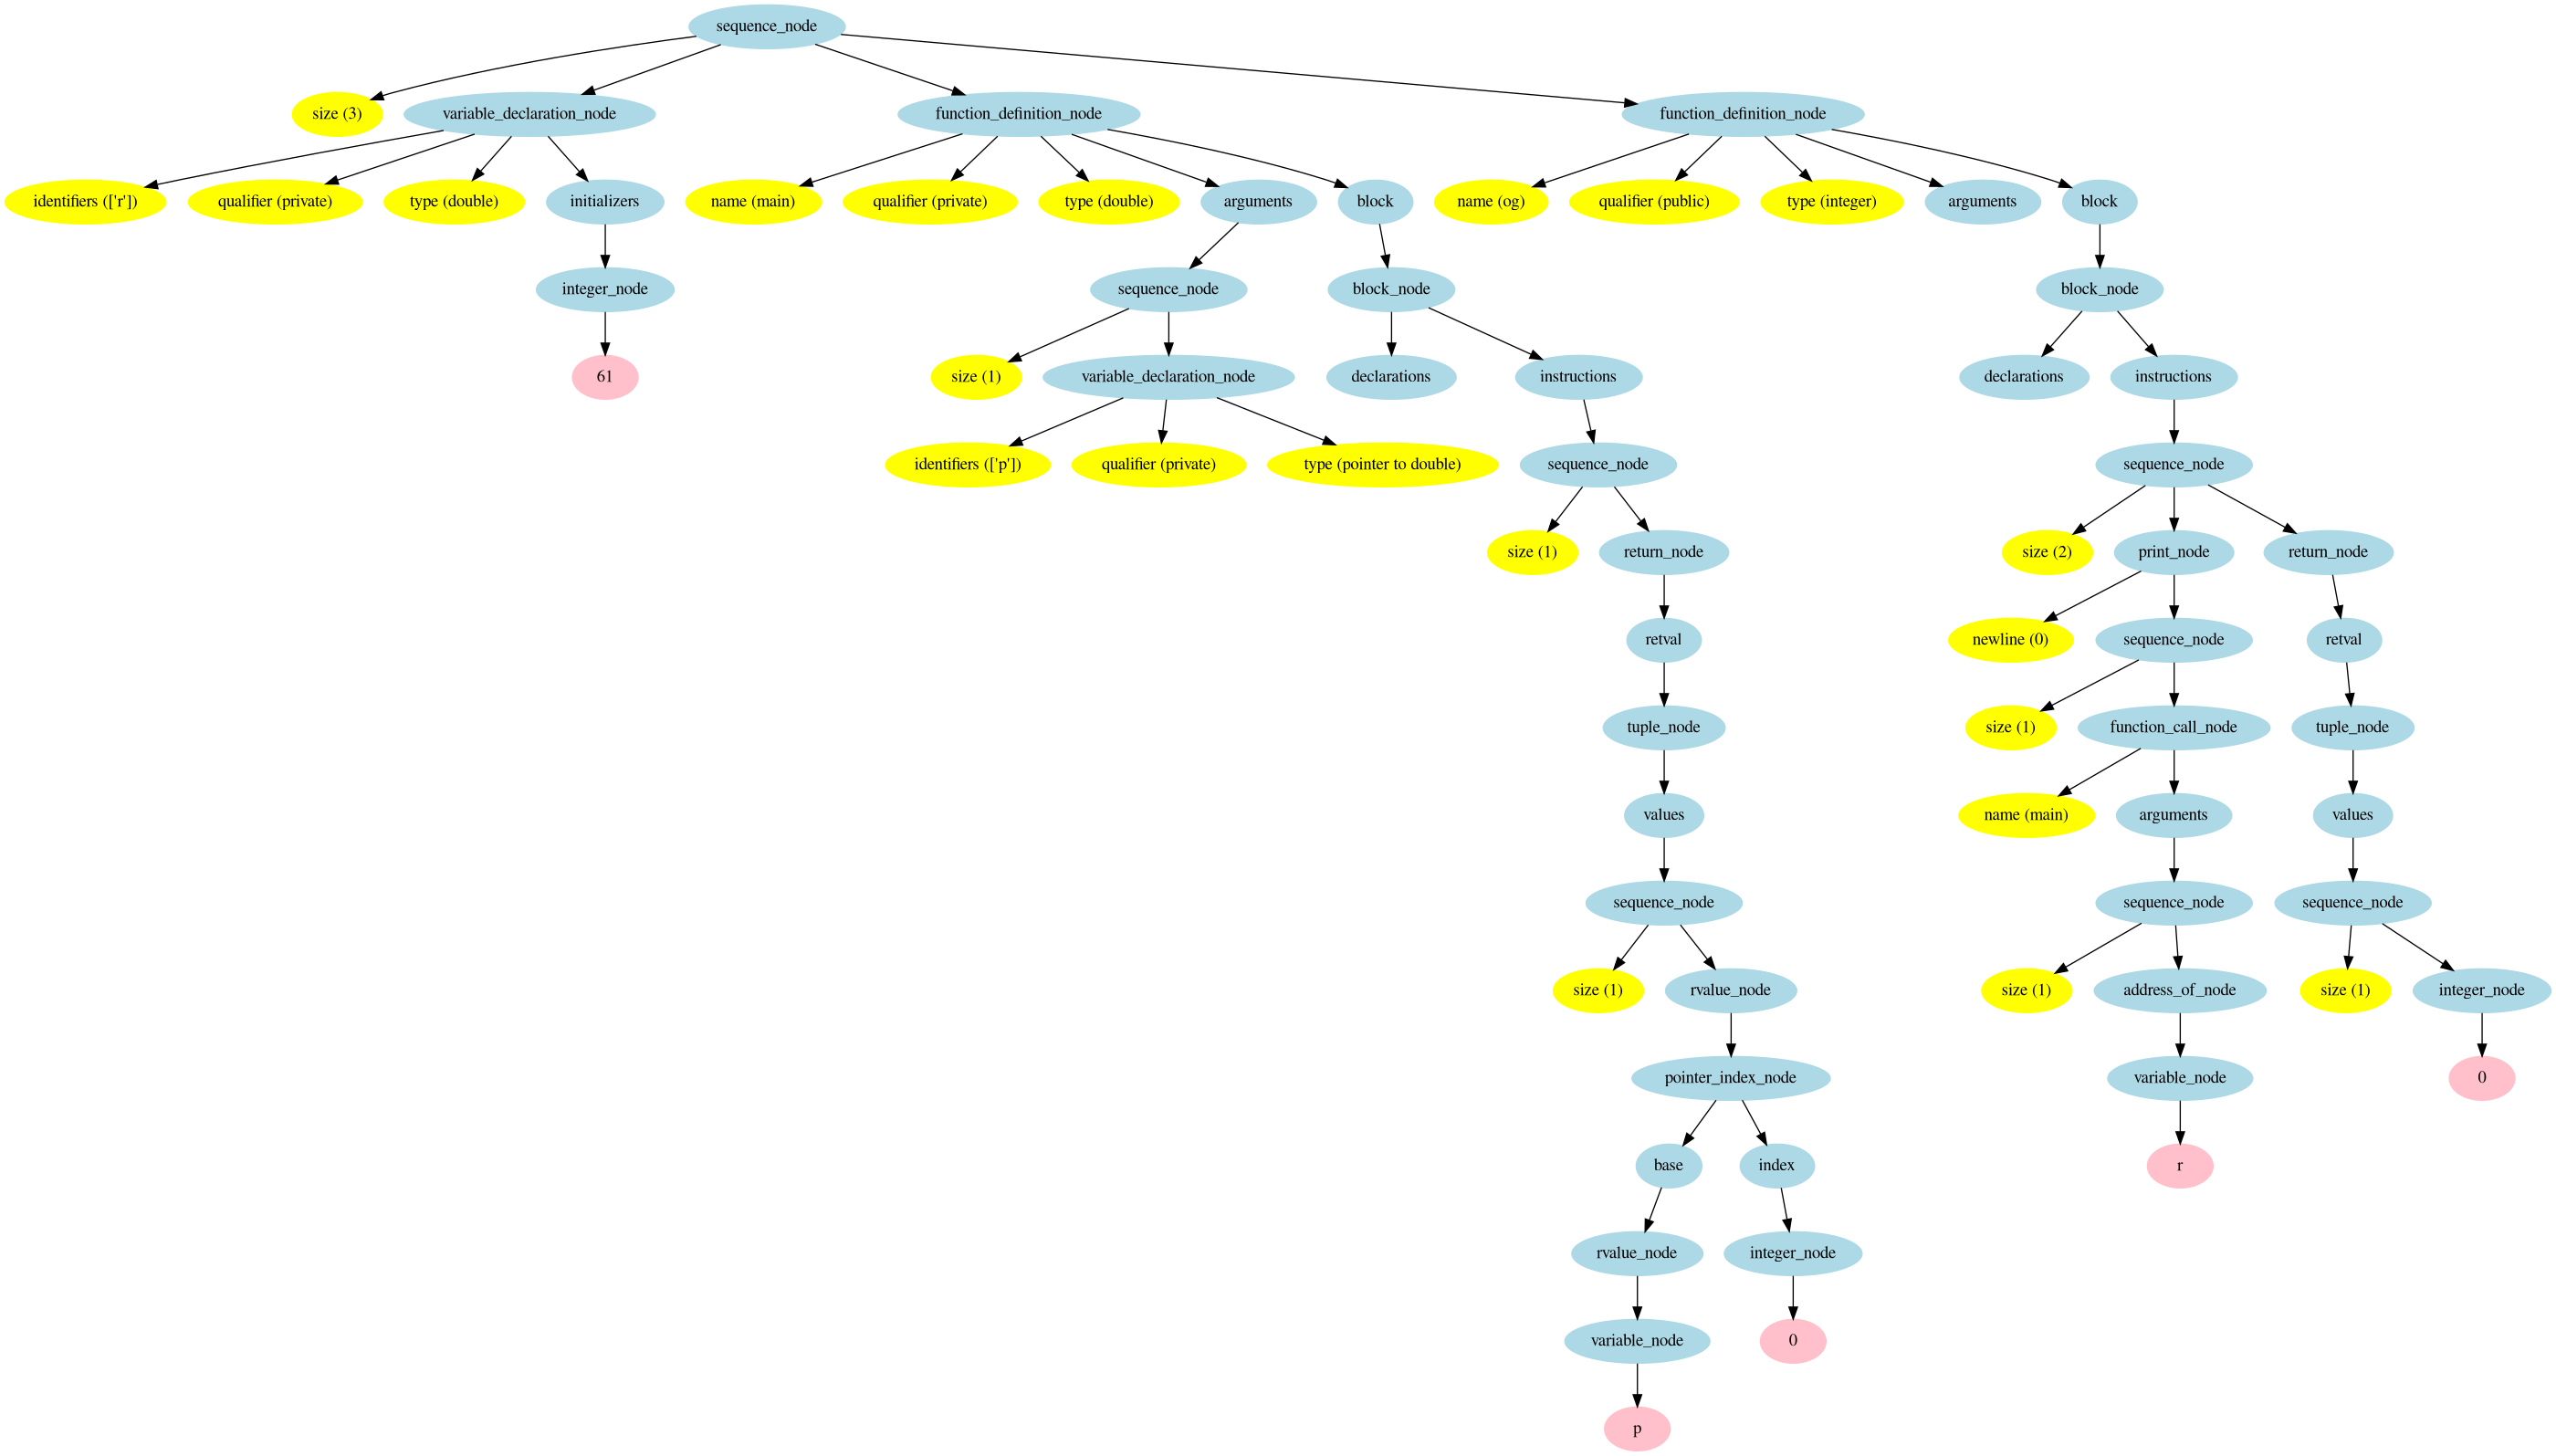 sequence_node
size (3)
variable_declaration_node
function_definition_node
function_definition_node
identifiers (['r'])
qualifier (private)
type (double)
initializers
name (main)
qualifier (private)
type (double)
arguments
block
name (og)
qualifier (public)
type (integer)
arguments
block
integer_node
sequence_node
block_node
block_node
61
size (1)
variable_declaration_node
declarations
instructions
declarations
instructions
identifiers (['p'])
qualifier (private)
type (pointer to double)
sequence_node
sequence_node
size (1)
return_node
size (2)
print_node
return_node
retval
newline (0)
sequence_node
retval
tuple_node
size (1)
function_call_node
tuple_node
values
name (main)
arguments
values
sequence_node
sequence_node
sequence_node
size (1)
rvalue_node
size (1)
address_of_node
size (1)
integer_node
pointer_index_node
variable_node
0
base
index
r
rvalue_node
integer_node
variable_node
0
p